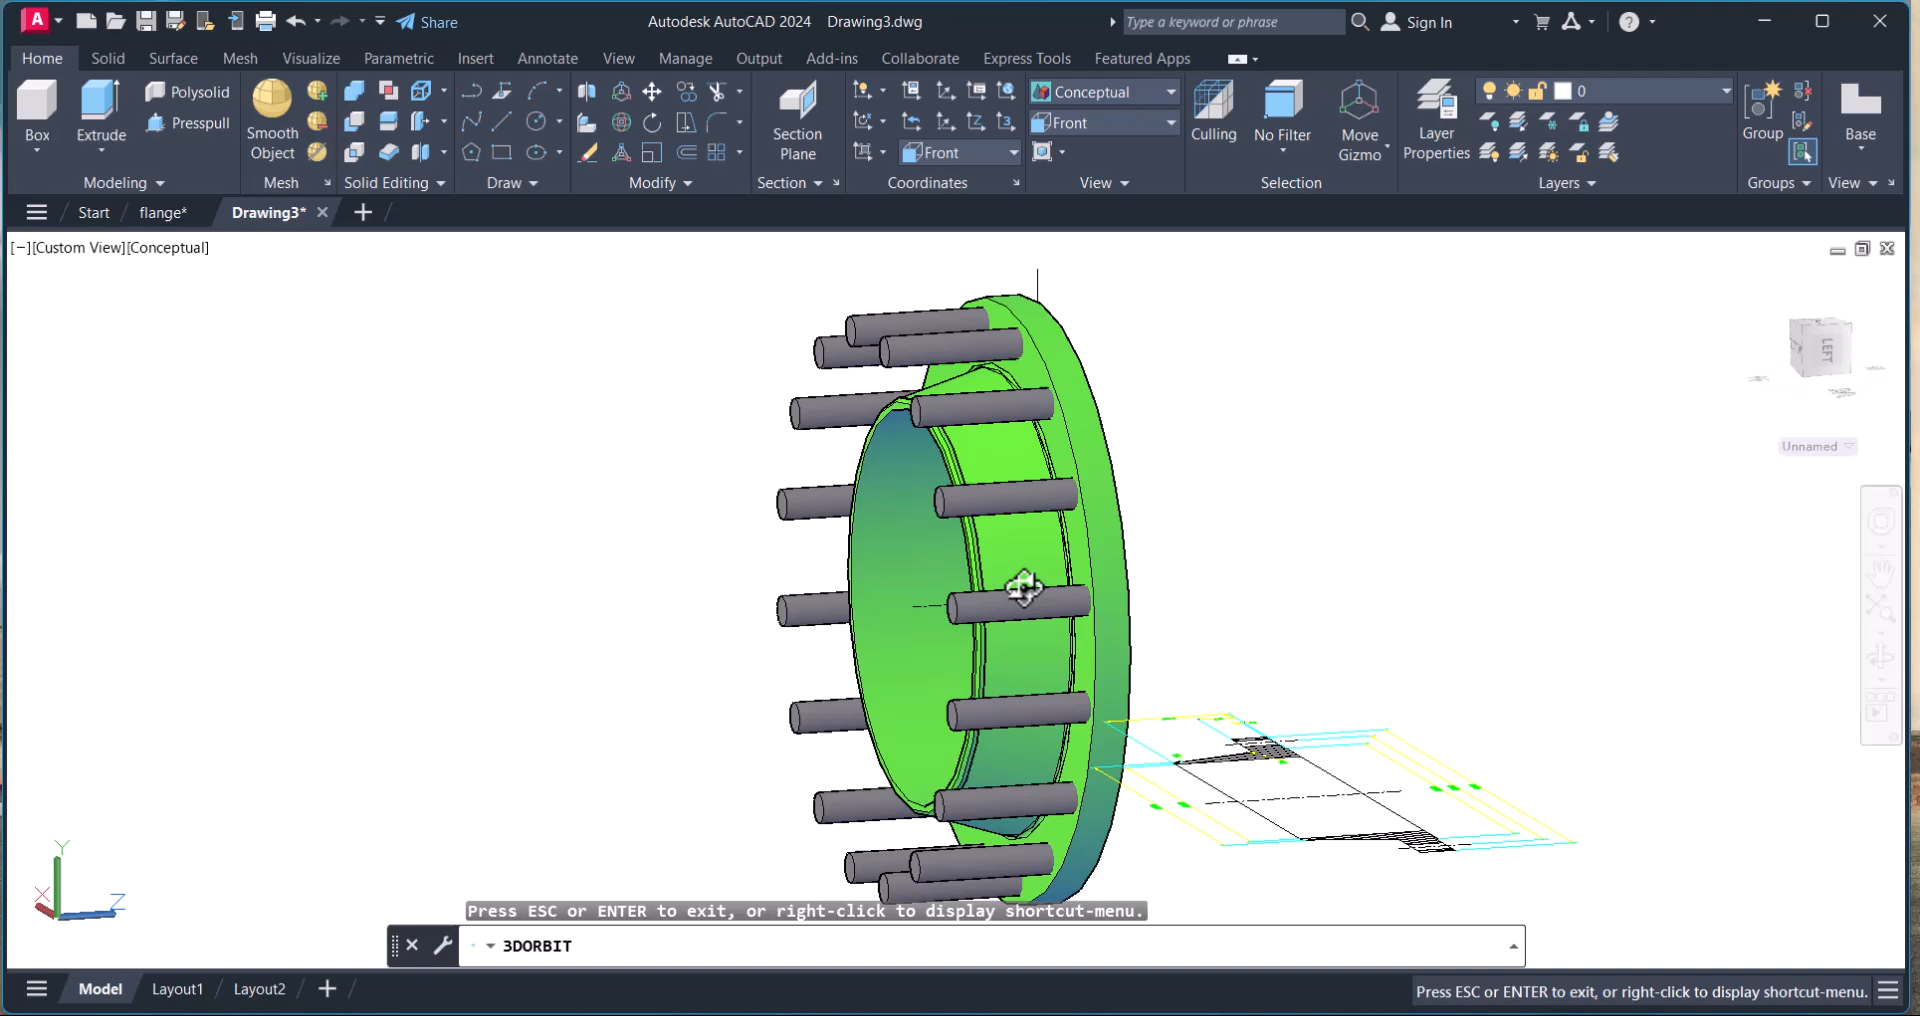 A Share Autodesk AutoCAD 2024 Drawing3.dwg Type a keyword or phrase Sign In
Home Solid Surface Mesh Visualize Parametric Insert Annotate View Manage Output Add-ins Collaborate Express Tools Featured Apps
Polysolid Conceptual 0
Presspull Front
Box Extrude Smooth Object Section Plane Front Culling No Filter Move Gizmo Layer Properties Group Base
Modeling Mesh Solid Editing Draw Modify Section Coordinates View Selection Layers Groups View
Start flange* Drawing3*
[−][Custom View][Conceptual]
LEFT
Unnamed
Y
X Z
Press ESC or ENTER to exit, or right-click to display shortcut-menu.
3DORBIT
Model Layout1 Layout2 Press ESC or ENTER to exit, or right-click to display shortcut-menu.